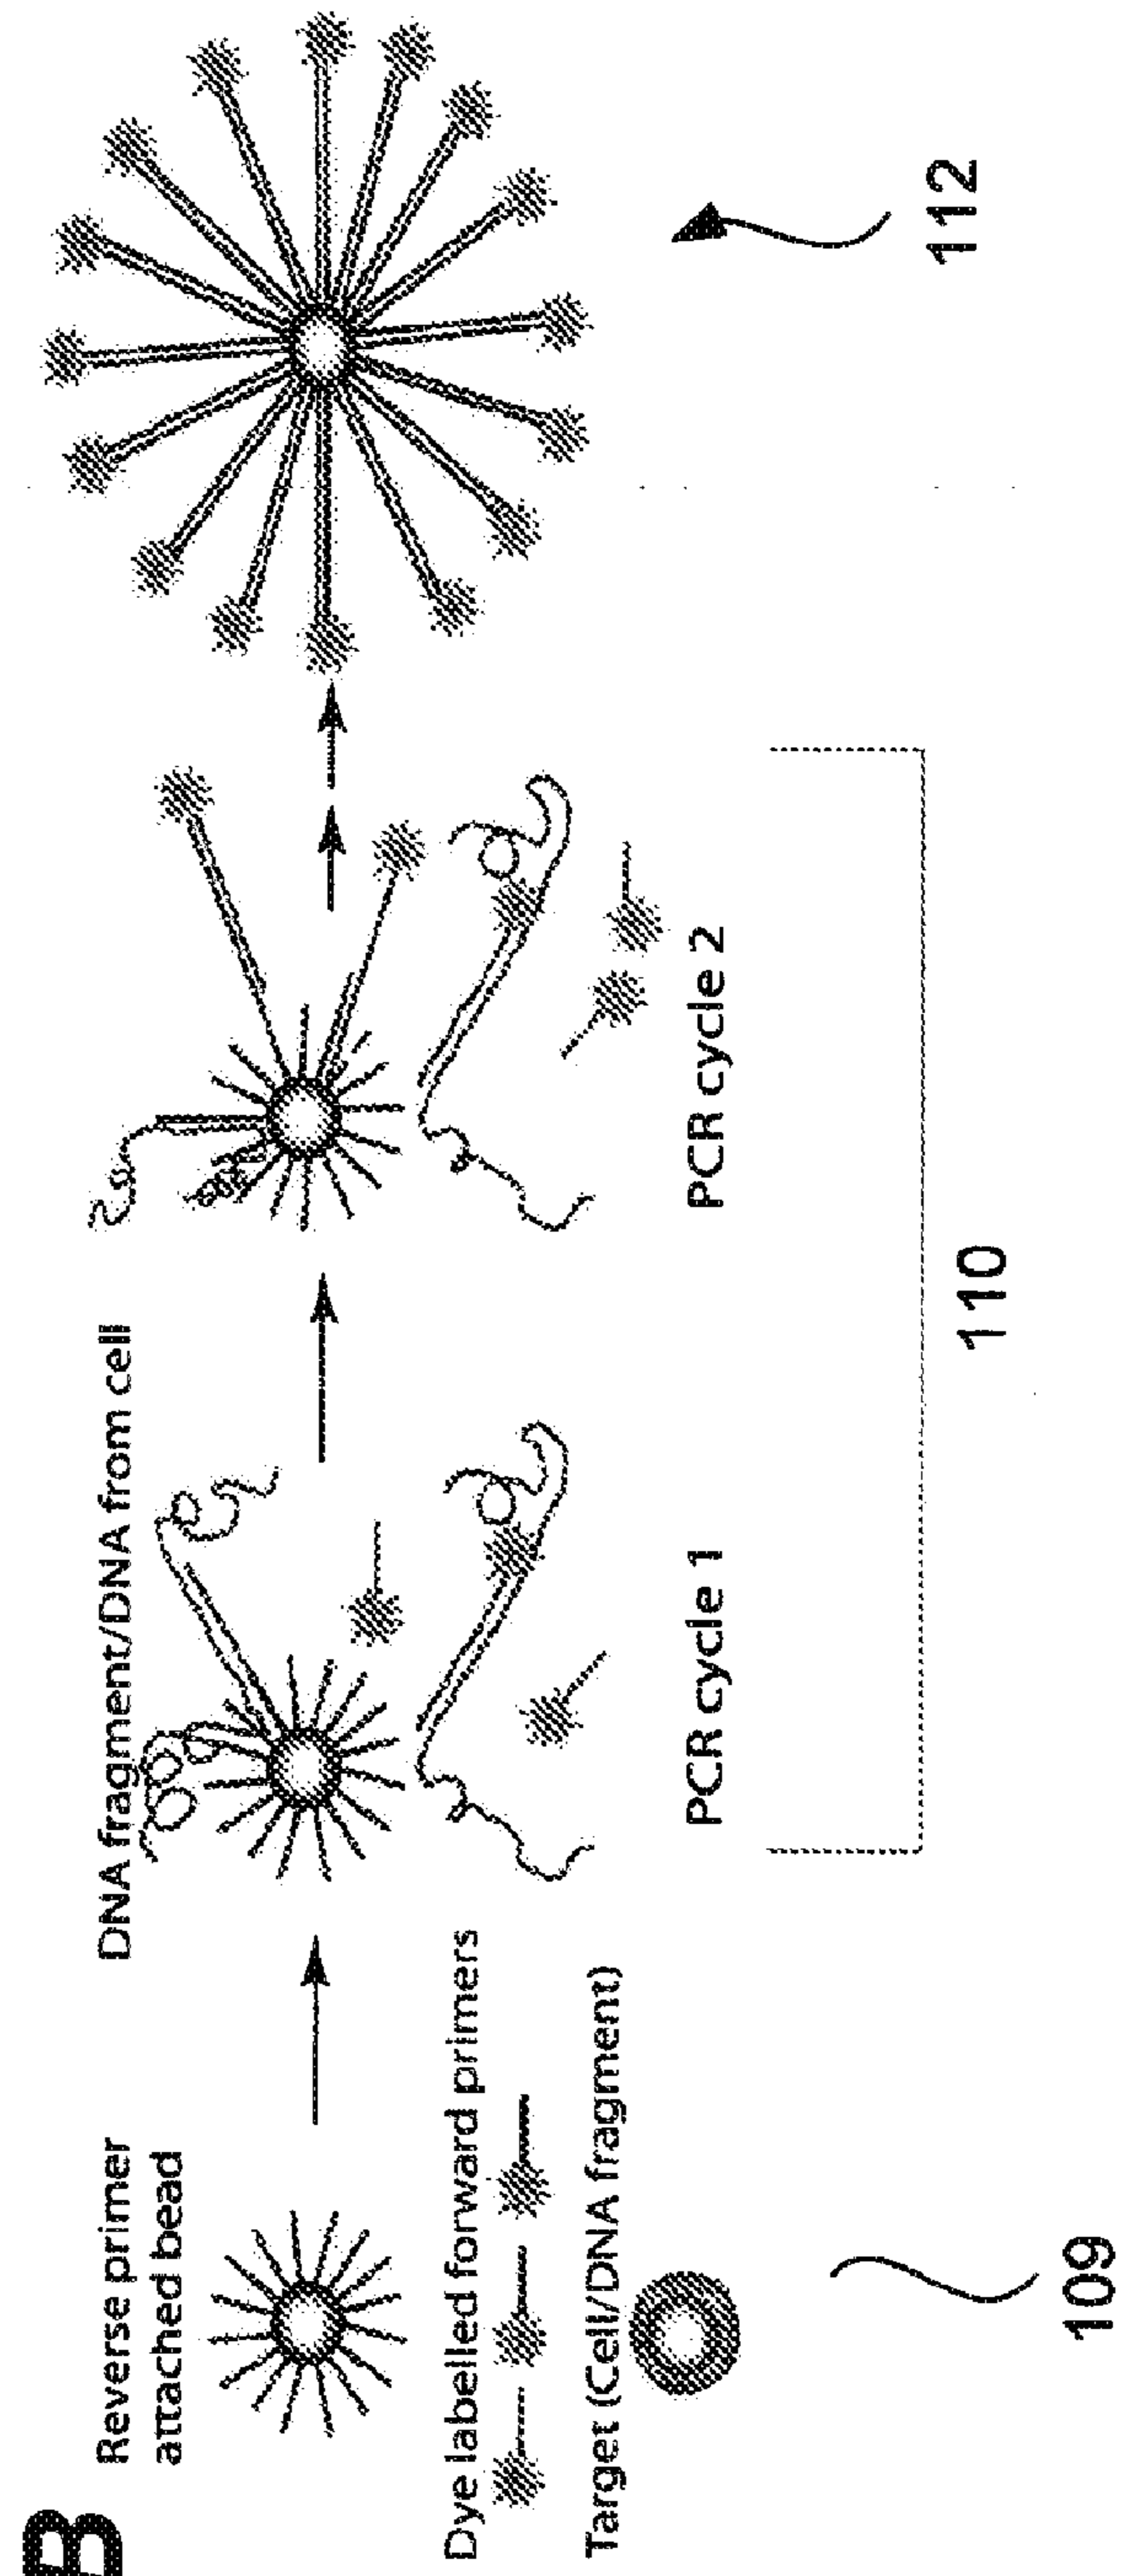 B
Reverse primer
attached bead
Dye labelled forward primers
Target (Cell/DNA fragment)
109
DNA fragment/DNA from cell
PCR cycle 1
PCR cycle 2
110
112